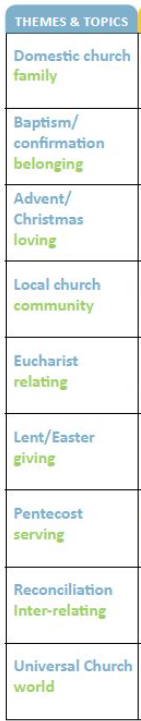 THEMES & TOPICS
Domestic church
family
Baptism/
confirmation
belonging
Advent/
Christmas
loving
Local church
community
Eucharist
relating
Lent/Easter
giving
Pentecost
serving
Reconciliation
Inter-relating
Universal Church
world